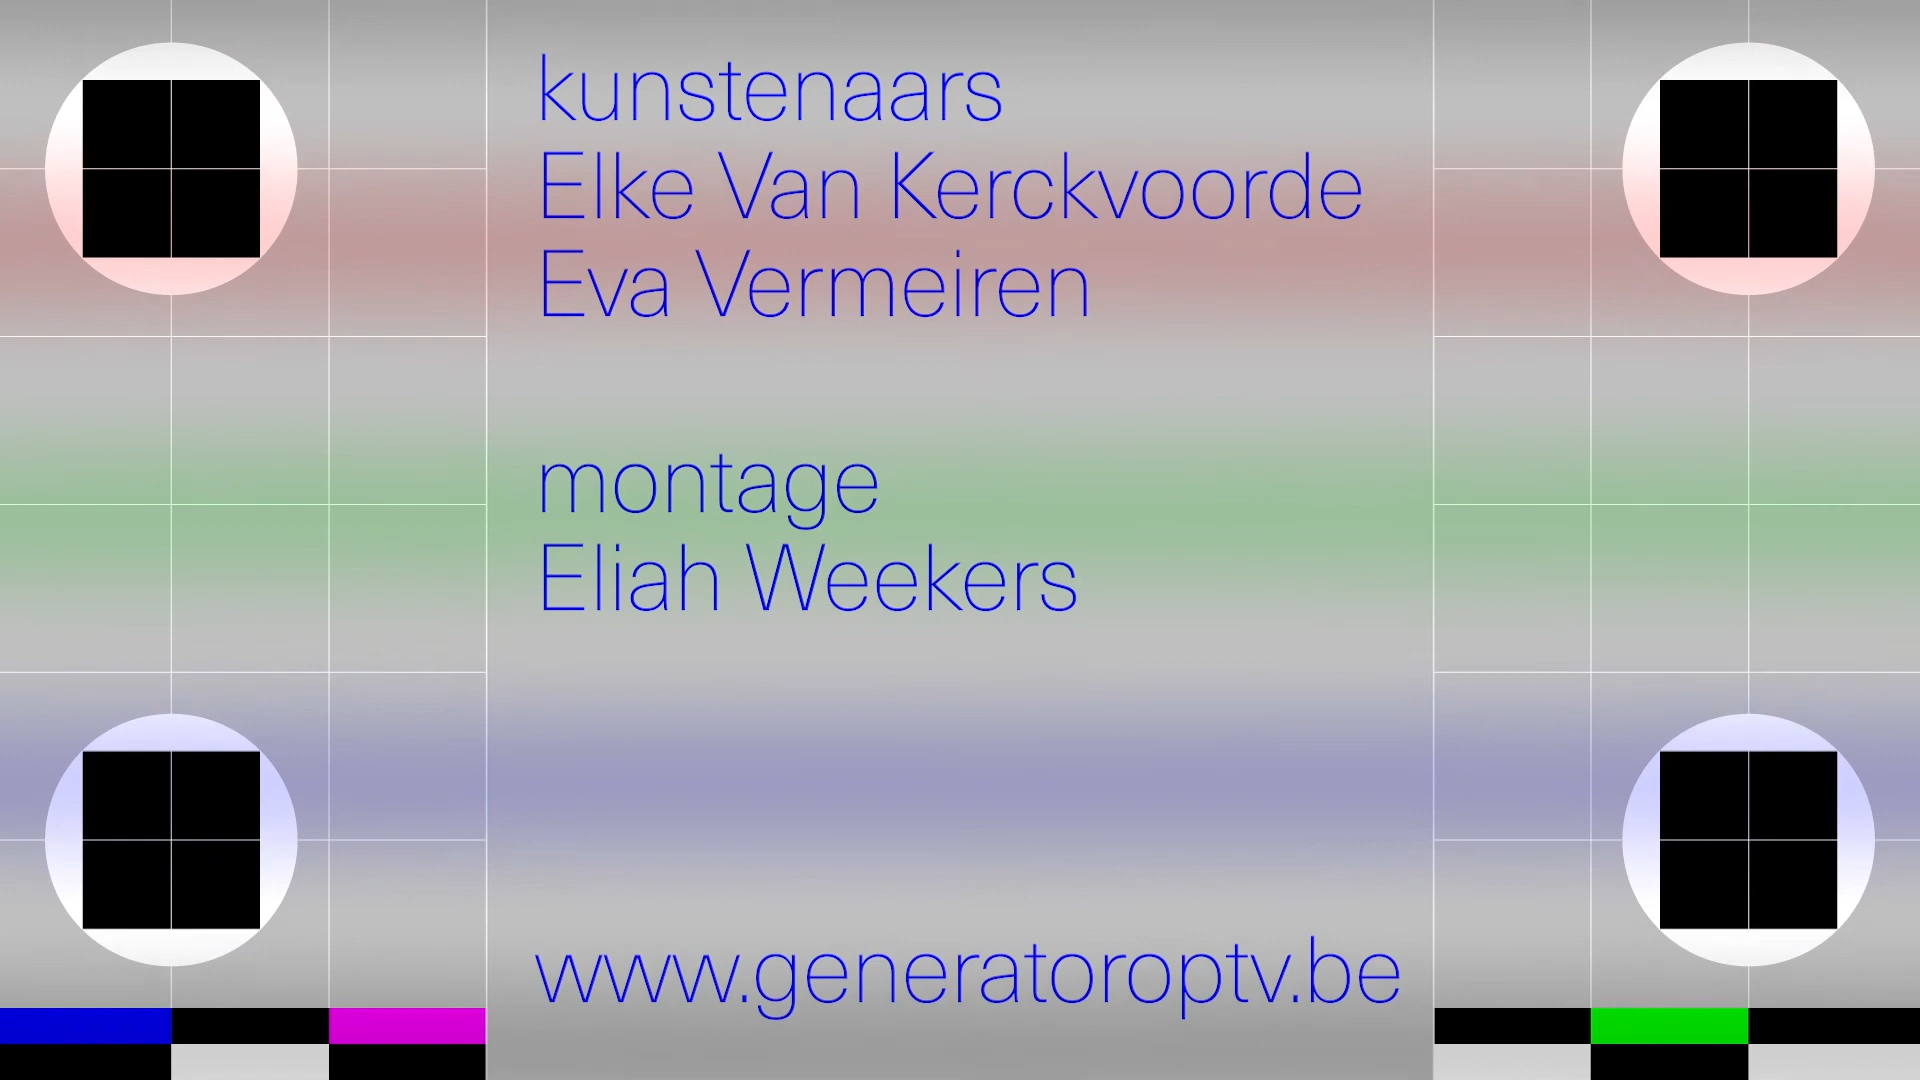 kunstenaars
Elke Van Kerckvoorde
Eva Vermeiren
montage
Eliah Weekers
www.generatoroptv.be